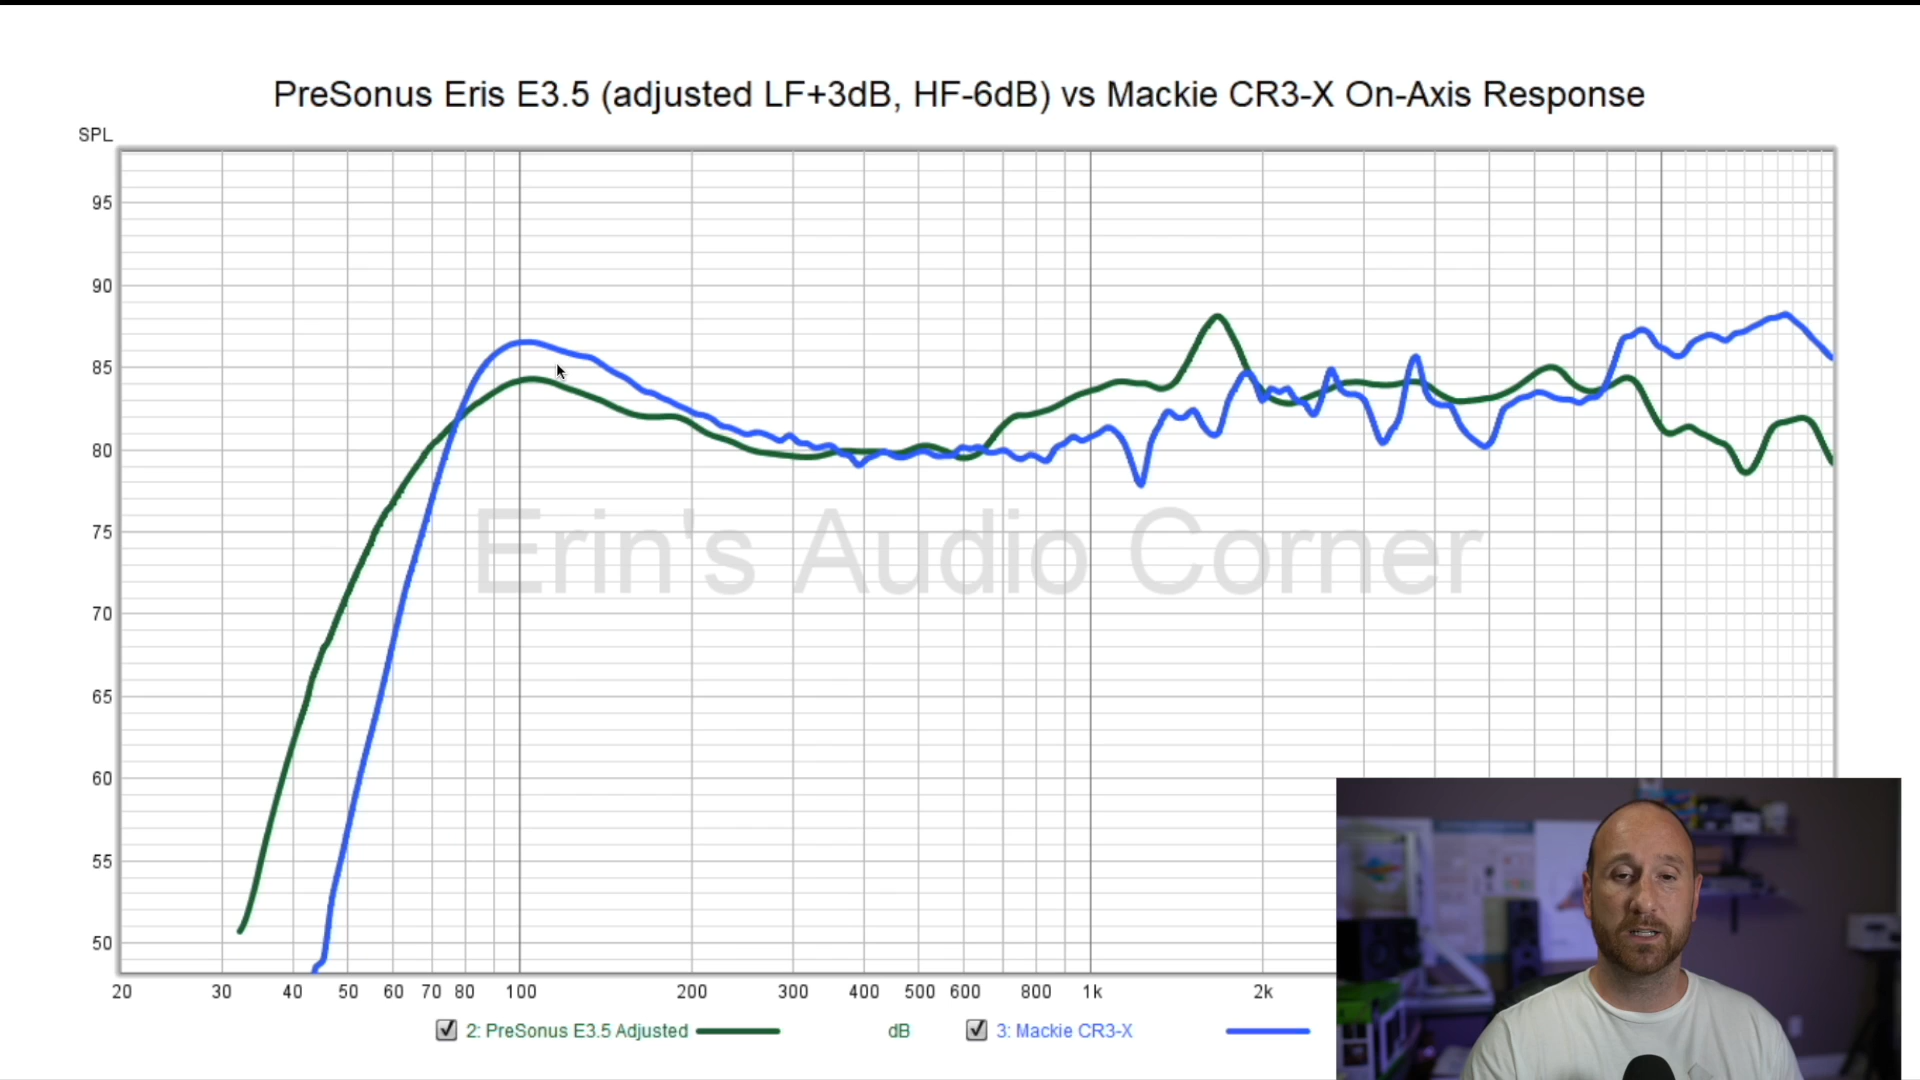 PreSonus Eris E3.5 (adjusted LF+3dB, HF-6dB) vs Mackie CR3-X On-Axis Response
SPL
95
90
85
80
75
70
65
60
55
50
Erin's Audio Corner
20 30 40 50 60 70 80 100 200 300 400 500 600 800 1k 2k
2: PreSonus E3.5 Adjusted dB 3: Mackie CR3-X